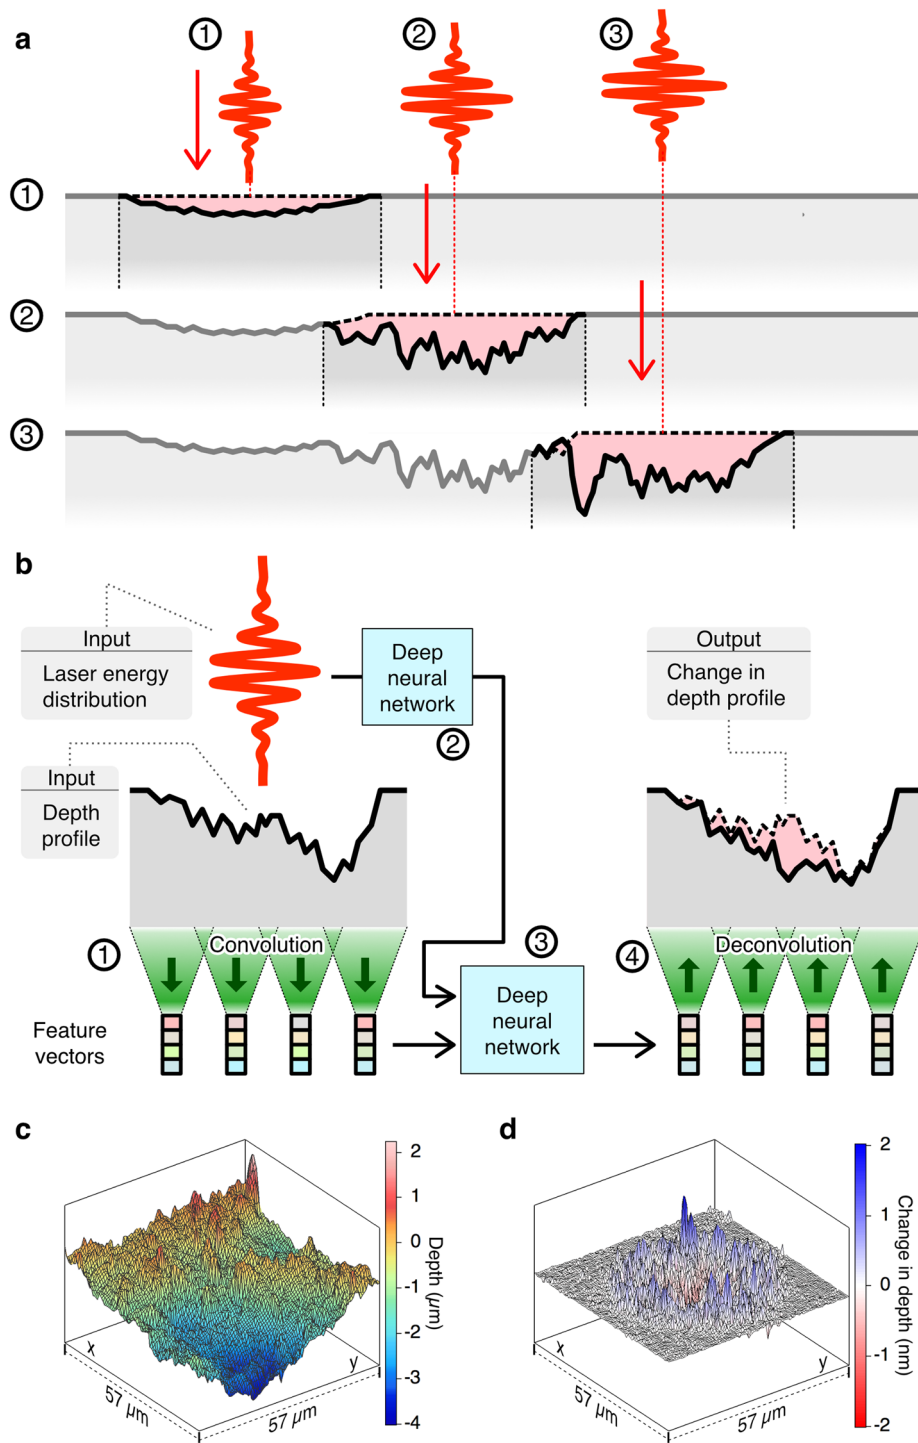 a
1
2
3
1
2
3
b
Input
Laser energy
distribution
Deep
neural
network
2
Output
Change in
depth profile
Input
Depth
profile
1
Convolution
3
4
Deconvolution
Deep
neural
network
Feature
vectors
c
2
1
0
-1
-2
-3
-4
Depth (μm)
x
y
57 μm
57 μm
d
2
1
0
-1
-2
Change in depth (nm)
x
y
57 μm
57 μm